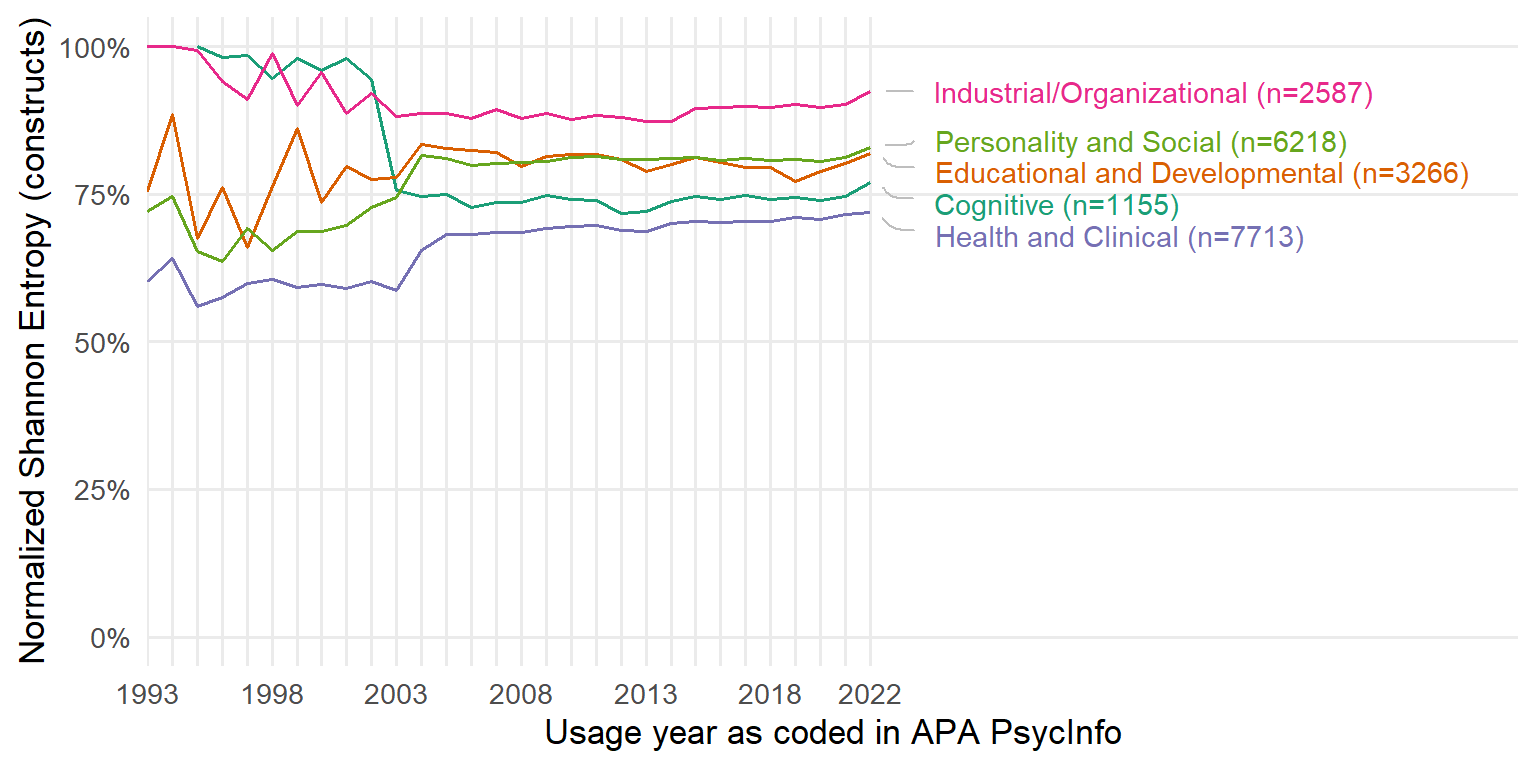 Normalized Shannon Entropy (constructs)
100%
75%
50%
25%
0%
Industrial/Organizational (n=2587)
Personality and Social (n=6218)
Educational and Developmental (n=3266)
Cognitive (n=1155)
Health and Clinical (n=7713)
1993 1998 2003 2008 2013 2018 2022
Usage year as coded in APA PsycInfo